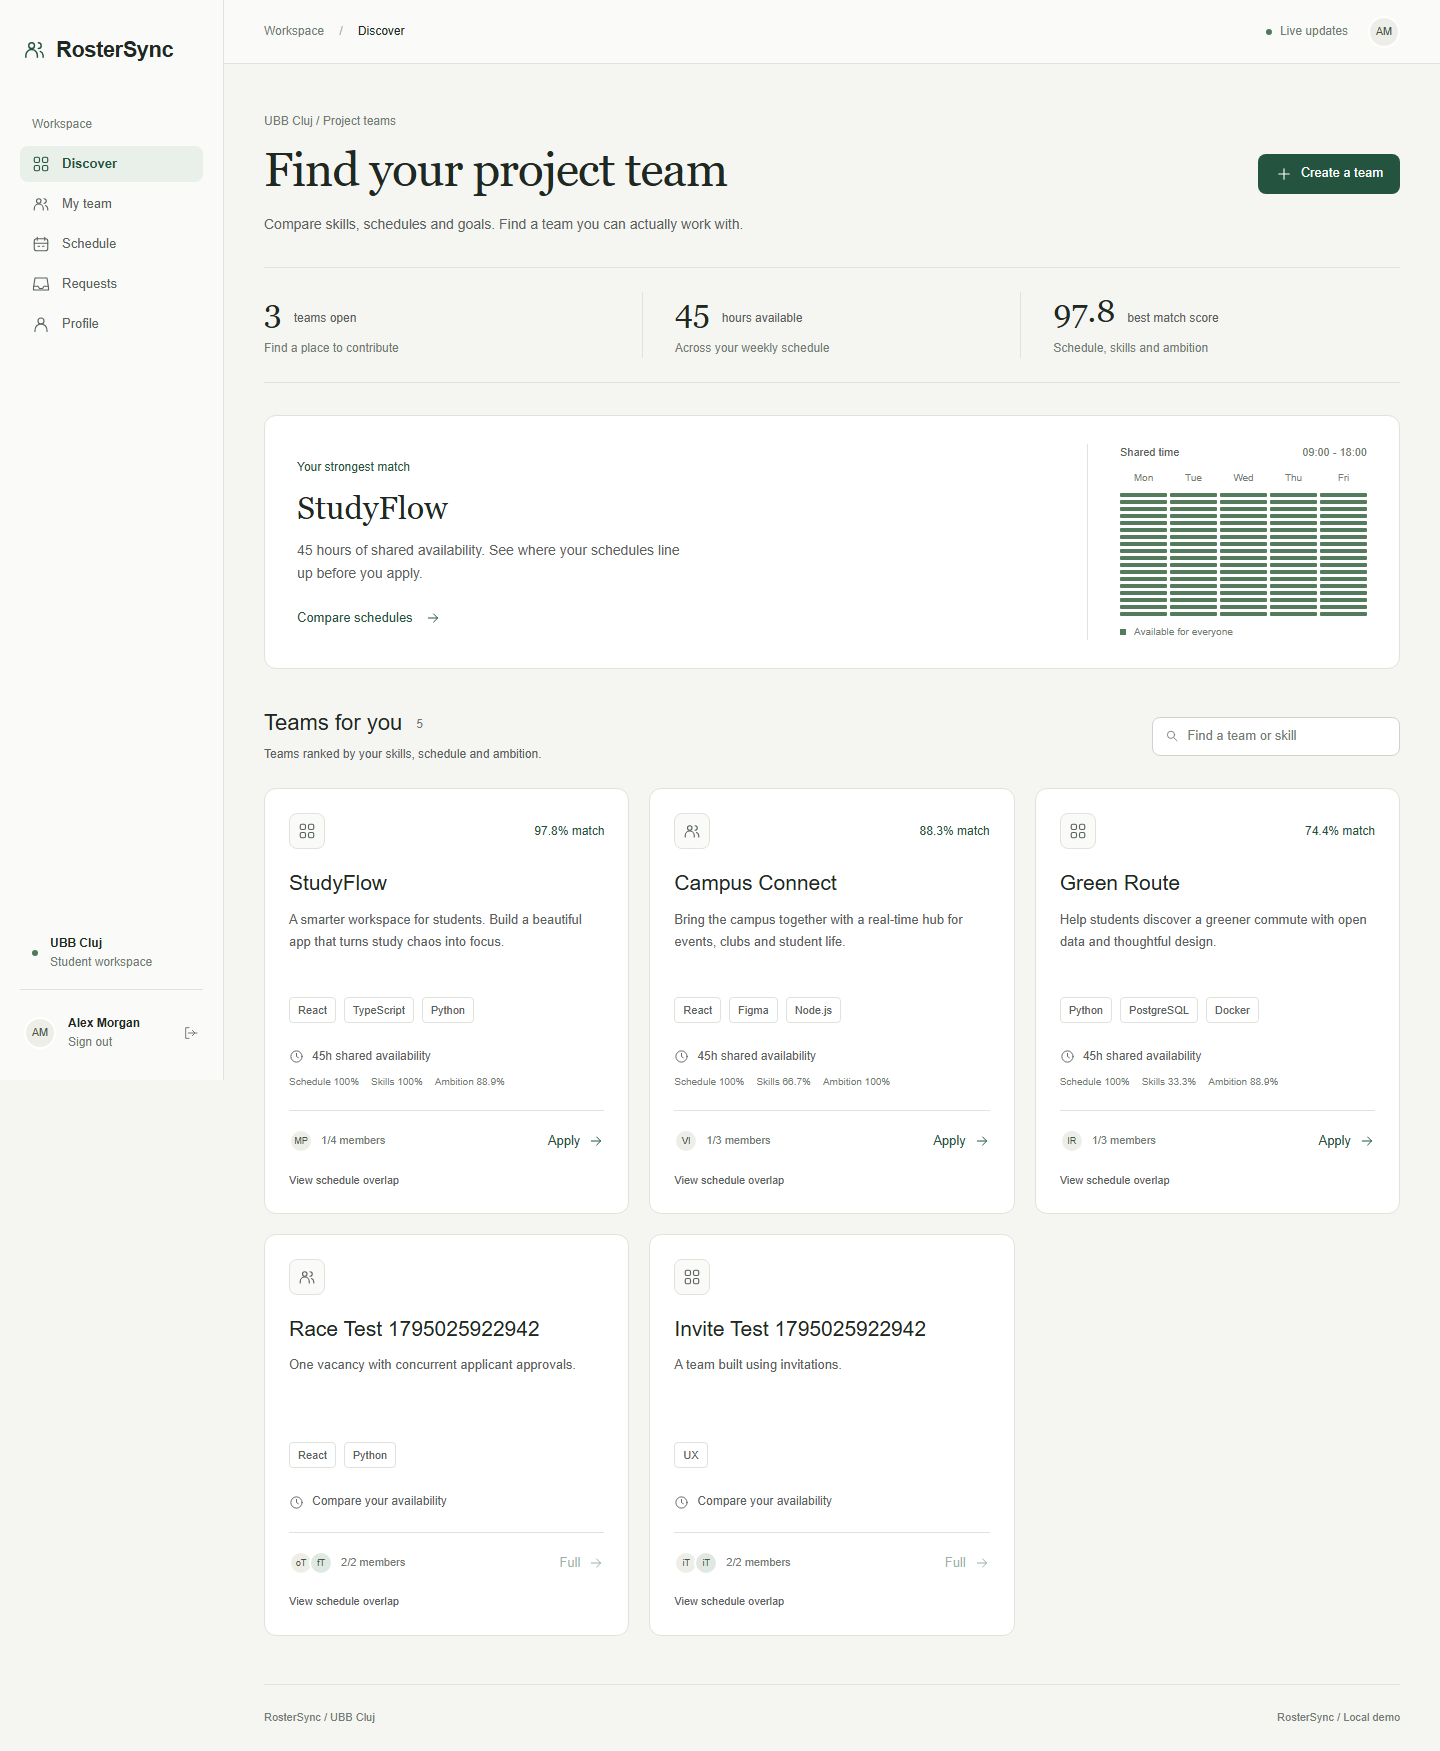 RosterSync
Workspace
Discover
My team
Schedule
Requests
Profile
UBB Cluj
Student workspace
AM
Alex Morgan
Sign out
Workspace / Discover
Live updates
AM
UBB Cluj / Project teams
Find your project team
Compare skills, schedules and goals. Find a team you can actually work with.
Create a team
3 teams open
Find a place to contribute
45 hours available
Across your weekly schedule
97.8 best match score
Schedule, skills and ambition
Your strongest match
StudyFlow
45 hours of shared availability. See where your schedules line
up before you apply.
Compare schedules
Shared time 09:00 - 18:00
Mon Tue Wed Thu Fri
Available for everyone
Teams for you 5
Teams ranked by your skills, schedule and ambition.
Find a team or skill
97.8% match
StudyFlow
A smarter workspace for students. Build a beautiful
app that turns study chaos into focus.
React TypeScript Python
45h shared availability
Schedule 100% Skills 100% Ambition 88.9%
MP 1/4 members Apply
View schedule overlap
88.3% match
Campus Connect
Bring the campus together with a real-time hub for
events, clubs and student life.
React Figma Node.js
45h shared availability
Schedule 100% Skills 66.7% Ambition 100%
VI 1/3 members Apply
View schedule overlap
74.4% match
Green Route
Help students discover a greener commute with open
data and thoughtful design.
Python PostgreSQL Docker
45h shared availability
Schedule 100% Skills 33.3% Ambition 88.9%
IR 1/3 members Apply
View schedule overlap
Race Test 1795025922942
One vacancy with concurrent applicant approvals.
React Python
Compare your availability
oT fT 2/2 members Full
View schedule overlap
Invite Test 1795025922942
A team built using invitations.
UX
Compare your availability
iT iT 2/2 members Full
View schedule overlap
RosterSync / UBB Cluj
RosterSync / Local demo